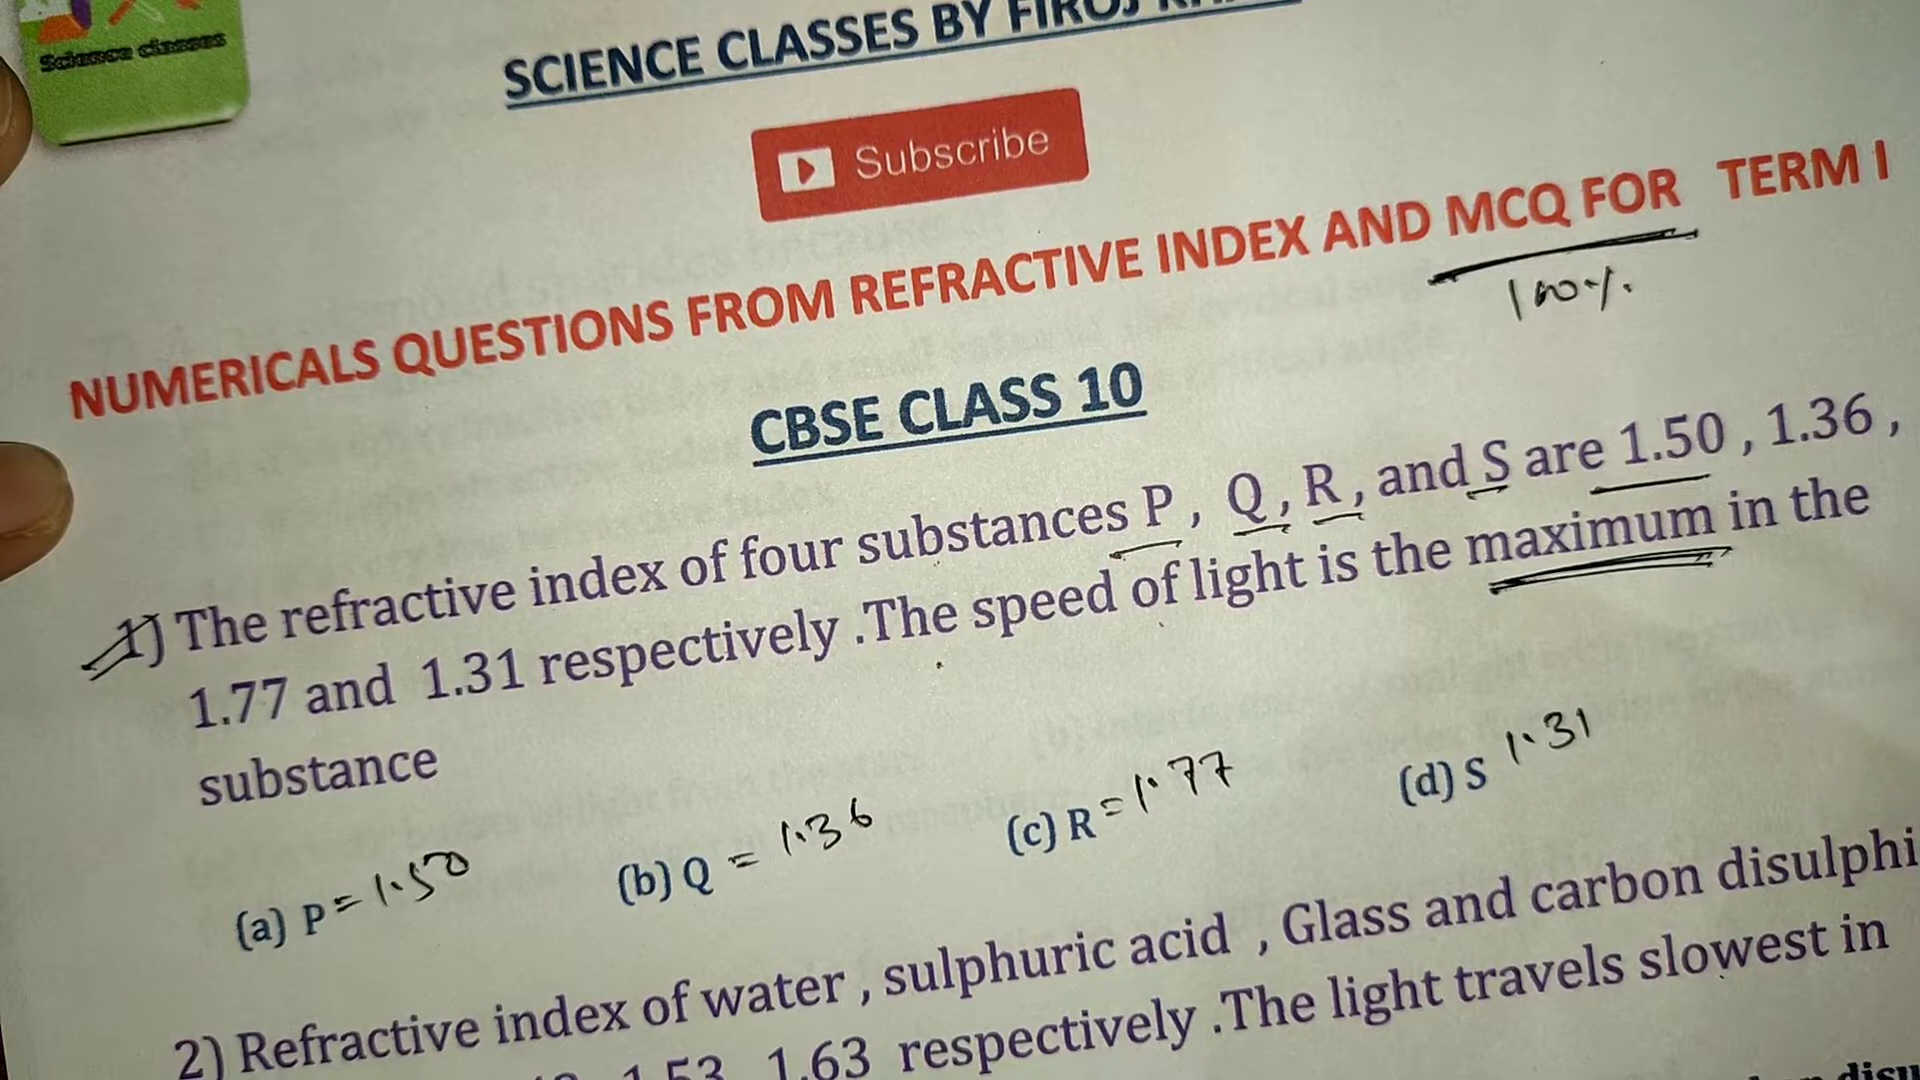 Science classes
SCIENCE CLASSES BY FIROJ
Subscribe
NUMERICALS QUESTIONS FROM REFRACTIVE INDEX AND MCQ FOR TERM I
100%.
CBSE CLASS 10
1) The refractive index of four substances P , Q , R , and S are 1.50 , 1.36 ,
1.77 and 1.31 respectively .The speed of light is the maximum in the
substance
(a) P = 1.50 (b) Q = 1.36 (c) R = 1.77 (d) S 1.31
2) Refractive index of water , sulphuric acid , Glass and carbon disulphi
1.53 1.63 respectively .The light travels slowest in